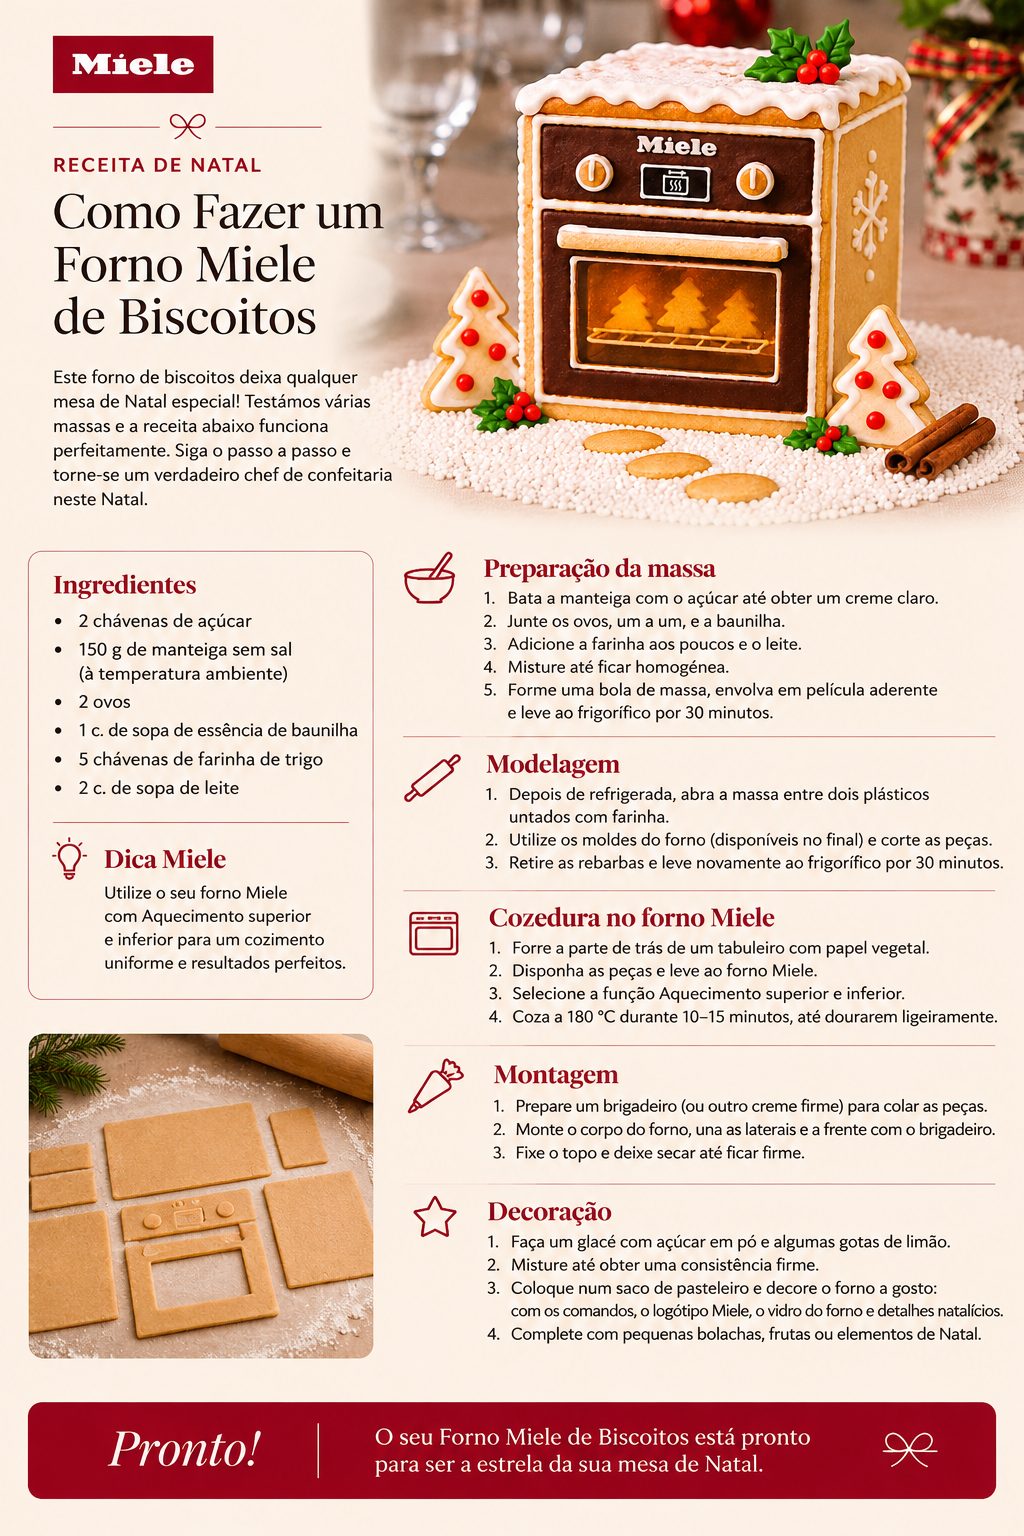 Miele
RECEITA DE NATAL
Como Fazer um
Forno Miele
de Biscoitos
Este forno de biscoitos deixa qualquer
mesa de Natal especial! Testámos várias
massas e a receita abaixo funciona
perfeitamente. Siga o passo a passo e
torne-se um verdadeiro chef de confeitaria
neste Natal.
Miele
Ingredientes
• 2 chávenas de açúcar
• 150 g de manteiga sem sal
(à temperatura ambiente)
• 2 ovos
• 1 c. de sopa de essência de baunilha
• 5 chávenas de farinha de trigo
• 2 c. de sopa de leite
Dica Miele
Utilize o seu forno Miele
com Aquecimento superior
e inferior para um cozimento
uniforme e resultados perfeitos.
Preparação da massa
1. Bata a manteiga com o açúcar até obter um creme claro.
2. Junte os ovos, um a um, e a baunilha.
3. Adicione a farinha aos poucos e o leite.
4. Misture até ficar homogénea.
5. Forme uma bola de massa, envolva em película aderente
e leve ao frigorífico por 30 minutos.
Modelagem
1. Depois de refrigerada, abra a massa entre dois plásticos
untados com farinha.
2. Utilize os moldes do forno (disponíveis no final) e corte as peças.
3. Retire as rebarbas e leve novamente ao frigorífico por 30 minutos.
Cozedura no forno Miele
1. Forre a parte de trás de um tabuleiro com papel vegetal.
2. Disponha as peças e leve ao forno Miele.
3. Selecione a função Aquecimento superior e inferior.
4. Coza a 180 °C durante 10–15 minutos, até dourarem ligeiramente.
Montagem
1. Prepare um brigadeiro (ou outro creme firme) para colar as peças.
2. Monte o corpo do forno, una as laterais e a frente com o brigadeiro.
3. Fixe o topo e deixe secar até ficar firme.
Decoração
1. Faça um glacé com açúcar em pó e algumas gotas de limão.
2. Misture até obter uma consistência firme.
3. Coloque num saco de pasteleiro e decore o forno a gosto:
com os comandos, o logótipo Miele, o vidro do forno e detalhes natalícios.
4. Complete com pequenas bolachas, frutas ou elementos de Natal.
Pronto!
O seu Forno Miele de Biscoitos está pronto
para ser a estrela da sua mesa de Natal.